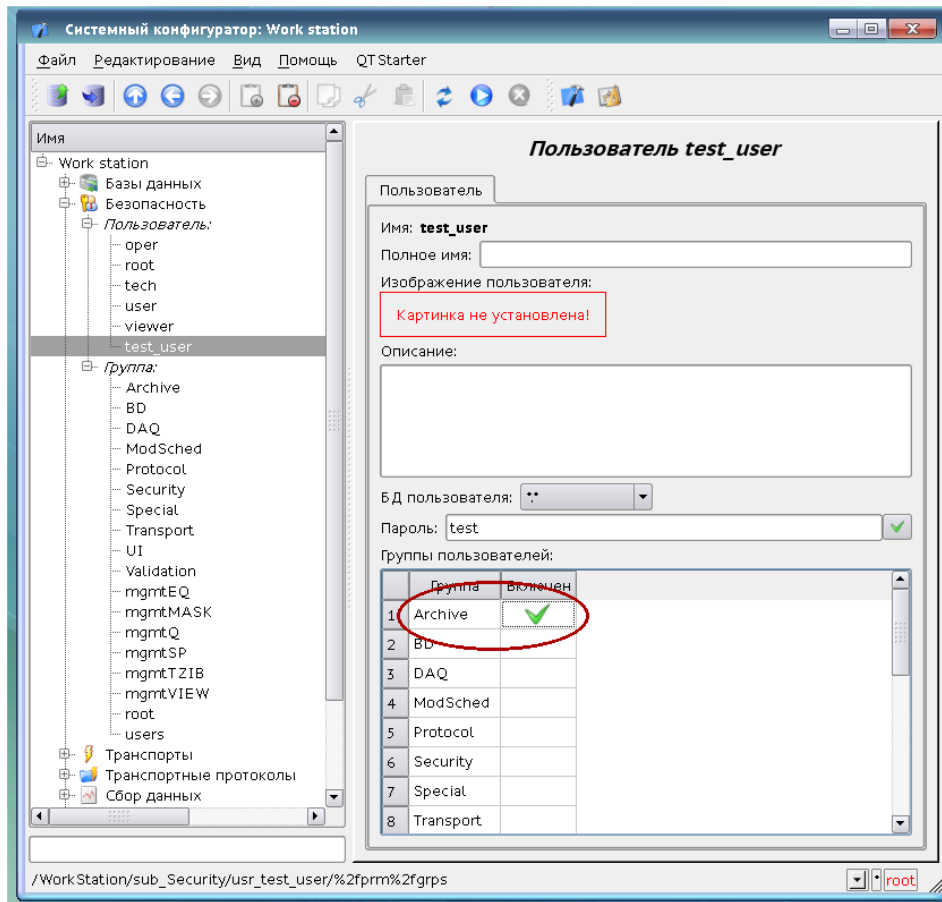 Системный конфигуратор: Work station
Файл Редактирование Вид Помощь QTStarter
Имя
Work station
Базы данных
Безопасность
Пользователь:
oper
root
tech
user
viewer
test_user
Группа:
Archive
BD
DAQ
ModSched
Protocol
Security
Special
Transport
UI
Validation
mgmtEQ
mgmtMASK
mgmtQ
mgmtSP
mgmtTZIB
mgmtVIEW
root
users
Транспорты
Транспортные протоколы
Сбор данных
Пользователь test_user
Пользователь
Имя: test_user
Полное имя:
Изображение пользователя:
Картинка не установлена!
Описание:
БД пользователя: *.*
Пароль: test
Группы пользователей:
Группа Включен
1 Archive
2 BD
3 DAQ
4 ModSched
5 Protocol
6 Security
7 Special
8 Transport
/WorkStation/sub_Security/usr_test_user/%2fprm%2fgrps
* root